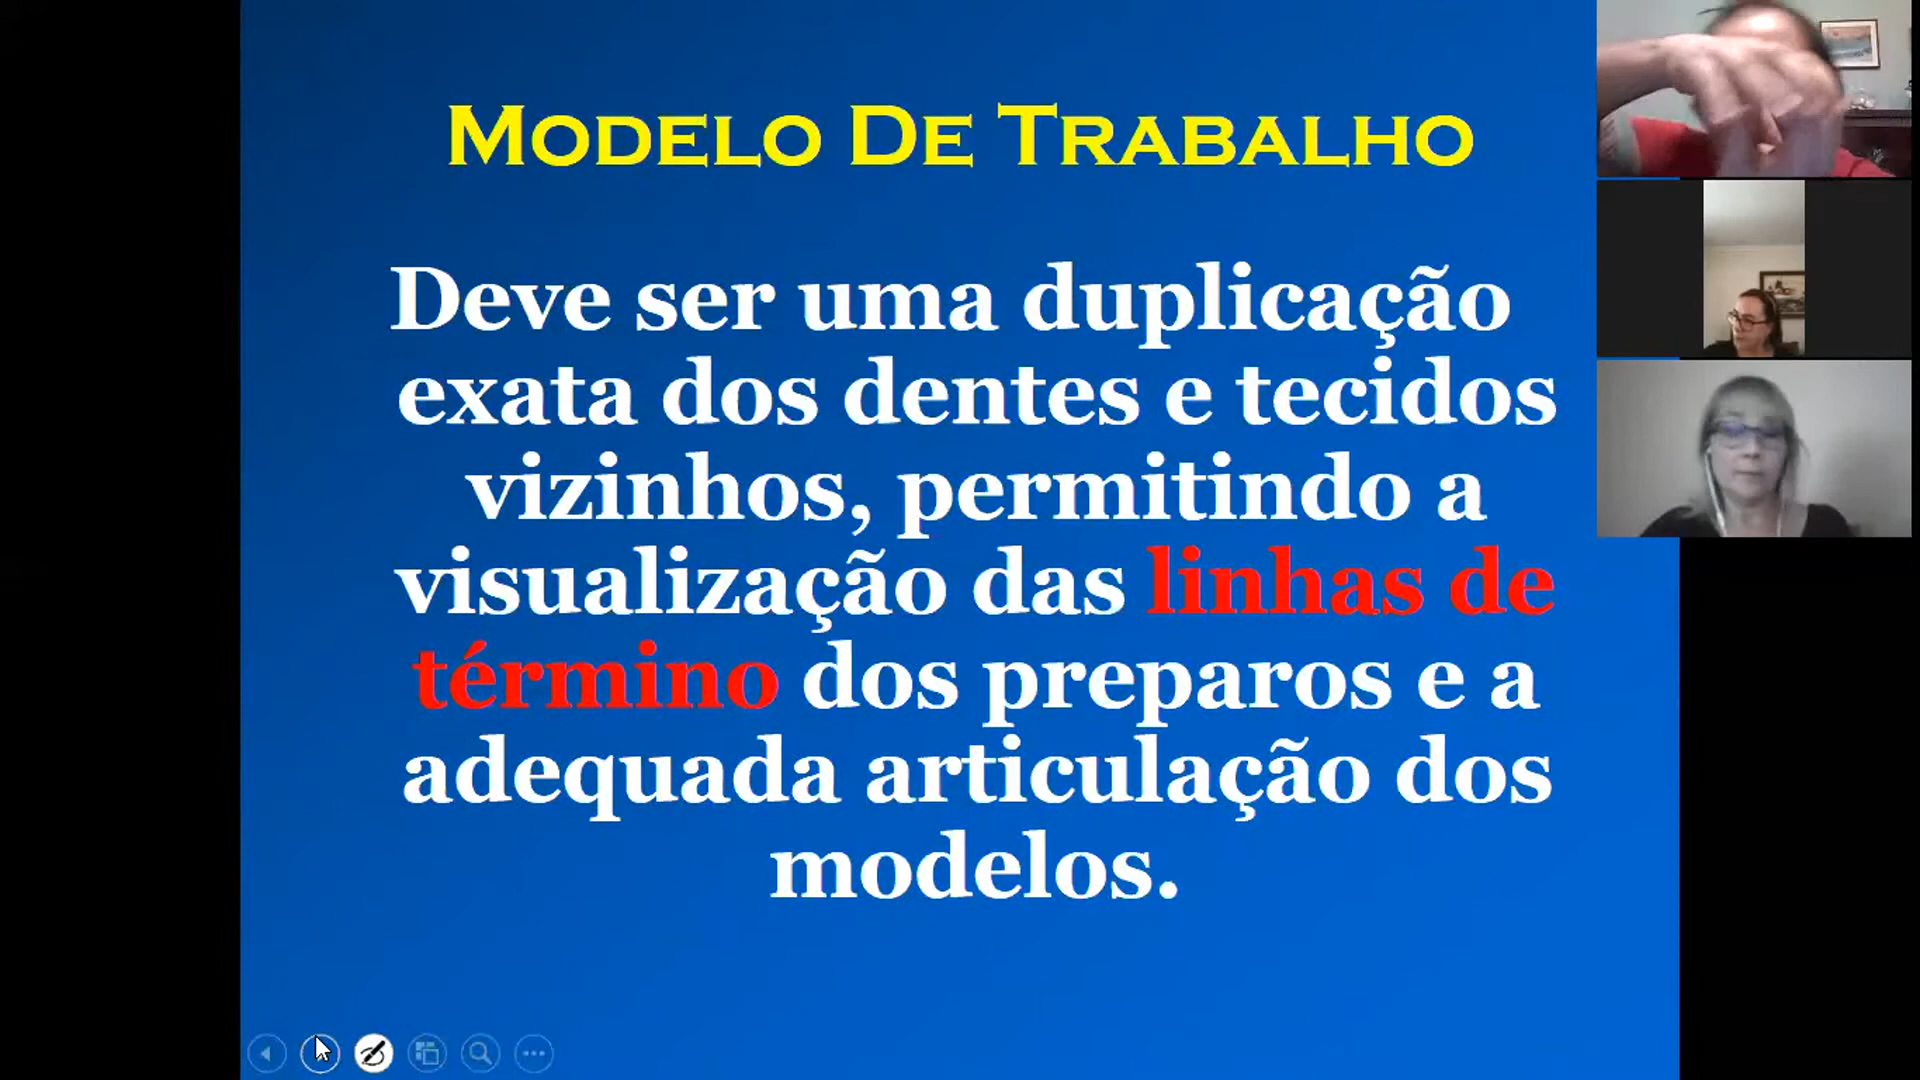 MODELO DE TRABALHO
Deve ser uma duplicação
exata dos dentes e tecidos
vizinhos, permitindo a
visualização das linhas de
término dos preparos e a
adequada articulação dos
modelos.